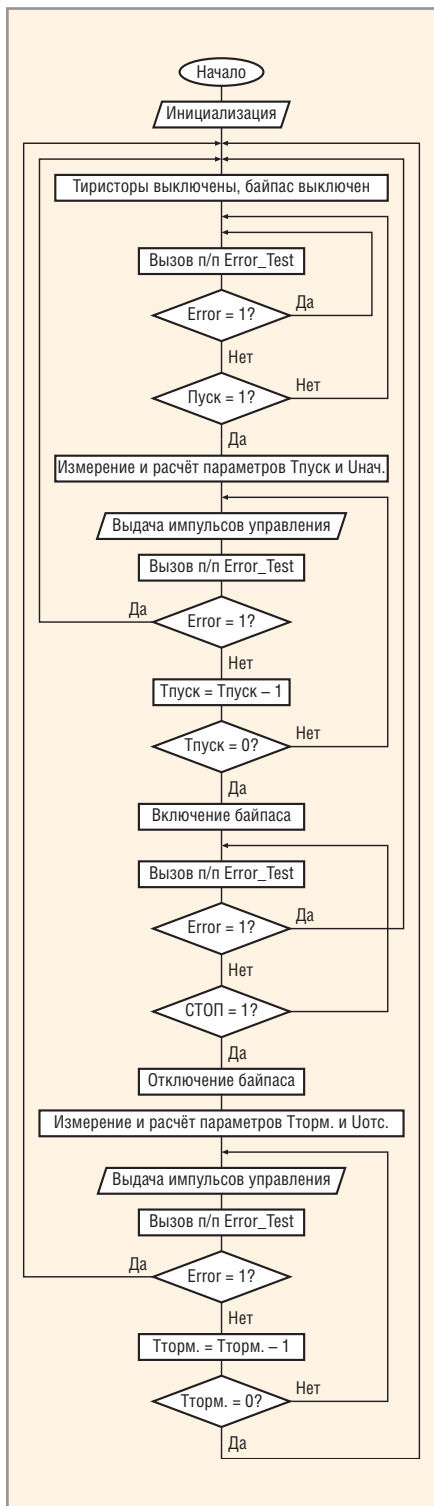 Начало
Инициализация
Тиристоры выключены, байпас выключен
Вызов п/п Error_Test
Да
Error = 1?
Нет
Нет
Пуск = 1?
Да
Измерение и расчёт параметров Тпуск и Uнач.
Выдача импульсов управления
Вызов п/п Error_Test
Да
Error = 1?
Нет
Тпуск = Тпуск – 1
Нет
Тпуск = 0?
Да
Включение байпаса
Вызов п/п Error_Test
Error = 1?
Да
Нет
СТОП = 1?
Да
Отключение байпаса
Измерение и расчёт параметров Тторм. и Uотс.
Выдача импульсов управления
Вызов п/п Error_Test
Да
Error = 1?
Нет
Тторм. = Тторм. – 1
Нет
Тторм. = 0?
Да